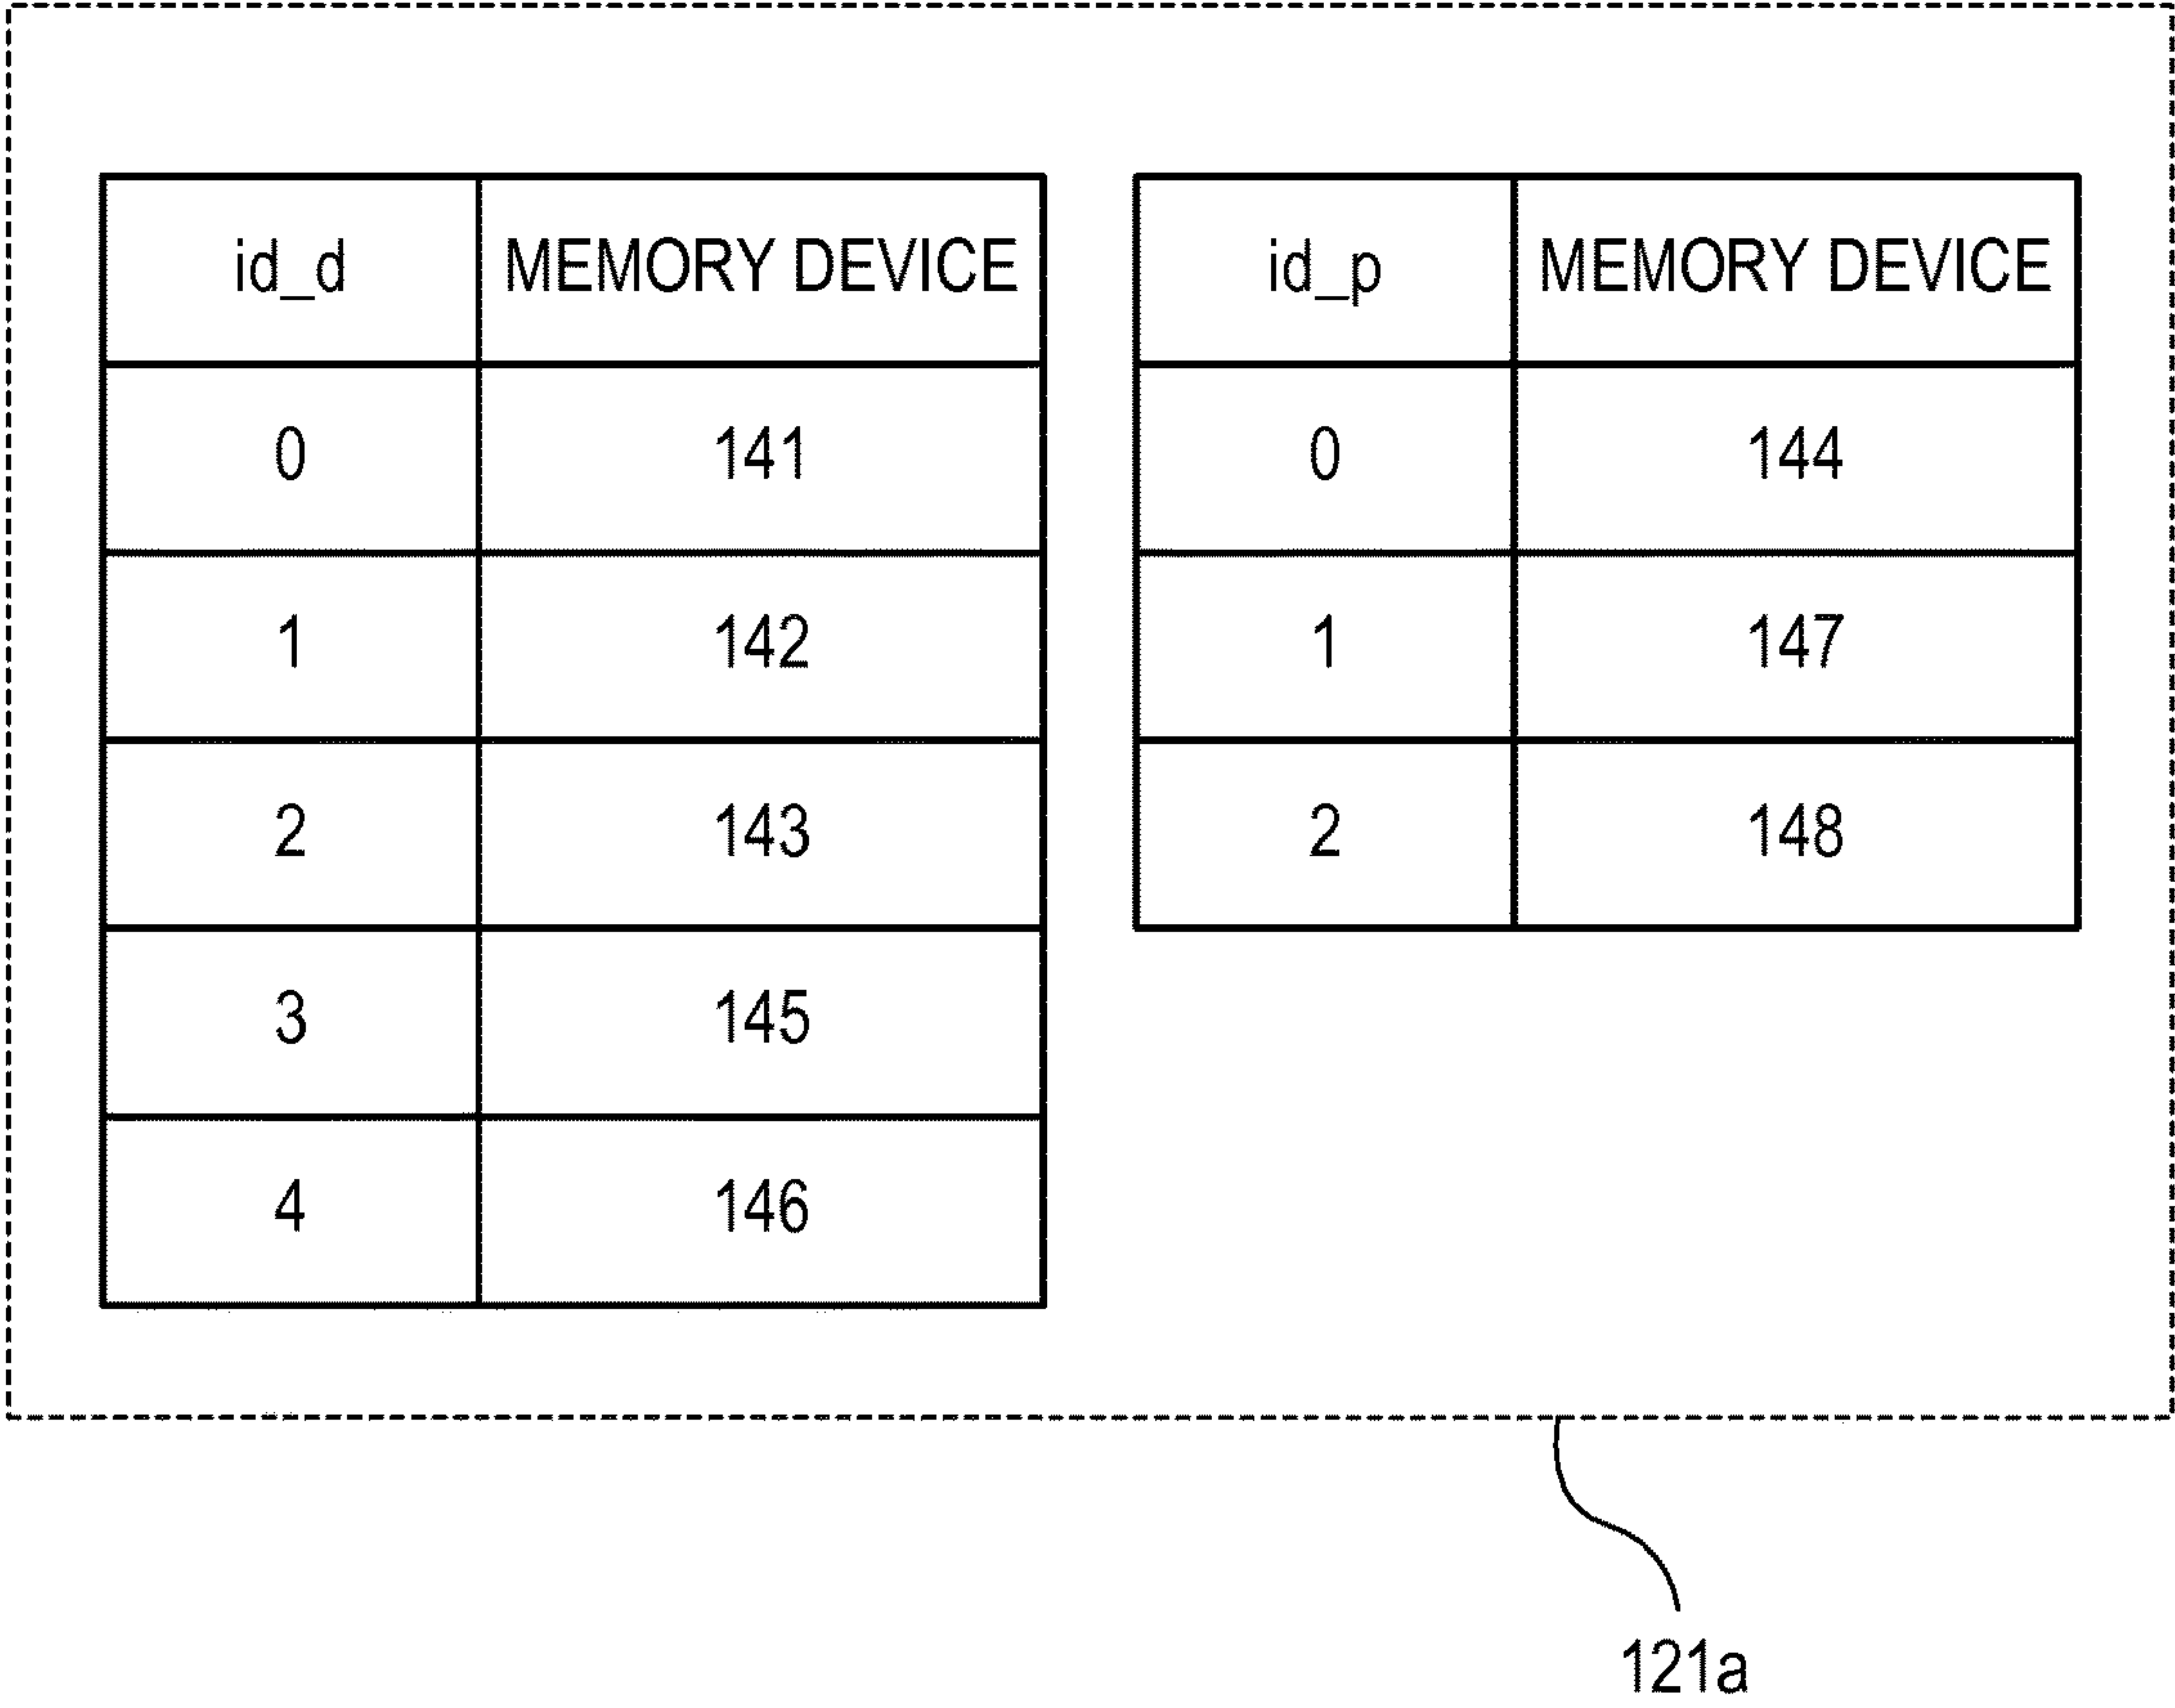 id_d MEMORY DEVICE
0 141
1 142
2 143
3 145
4 146
id_p MEMORY DEVICE
0 144
1 147
2 148
121a